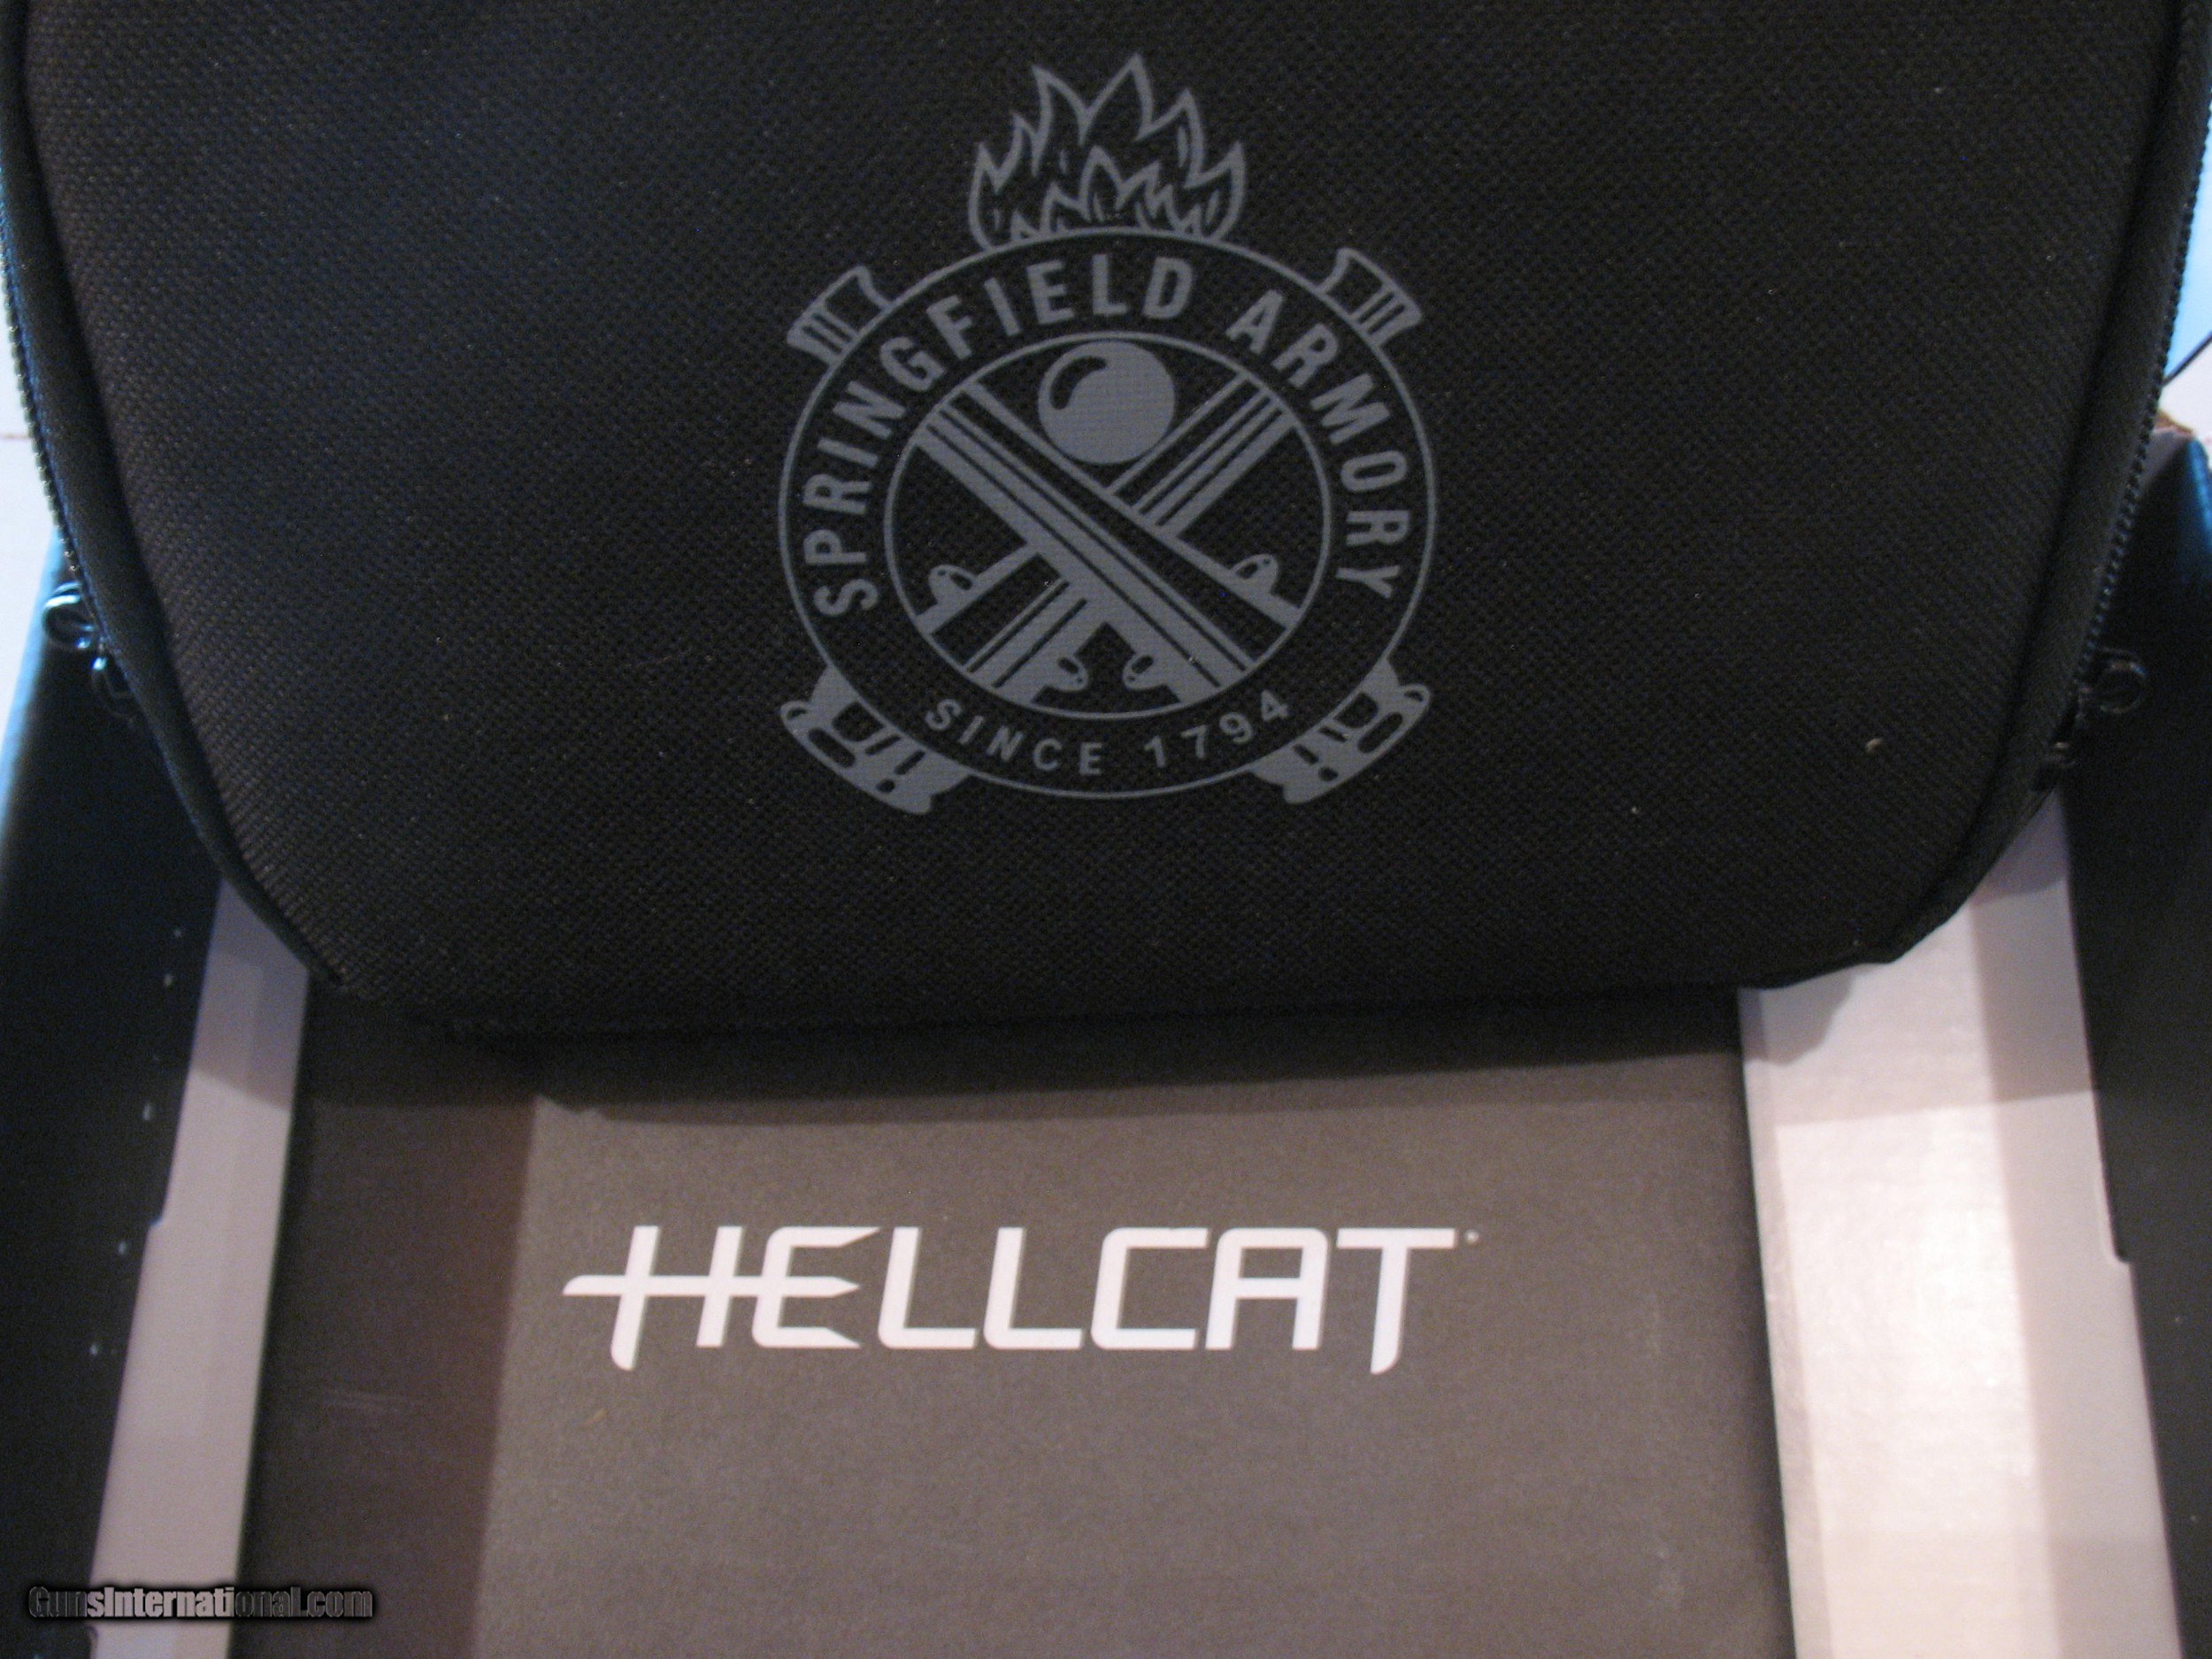 SPRINGFIELD ARMORY
SINCE 1794
HELLCAT
GunsInternational.com